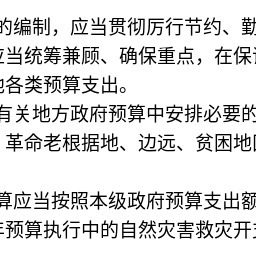 的编制，应当贯彻厉行节约、勤
应当统筹兼顾、确保重点，在保
地各类预算支出。
有关地方政府预算中安排必要的
革命老根据地、边远、贫困地
算应当按照本级政府预算支出额
年预算执行中的自然灾害救灾开